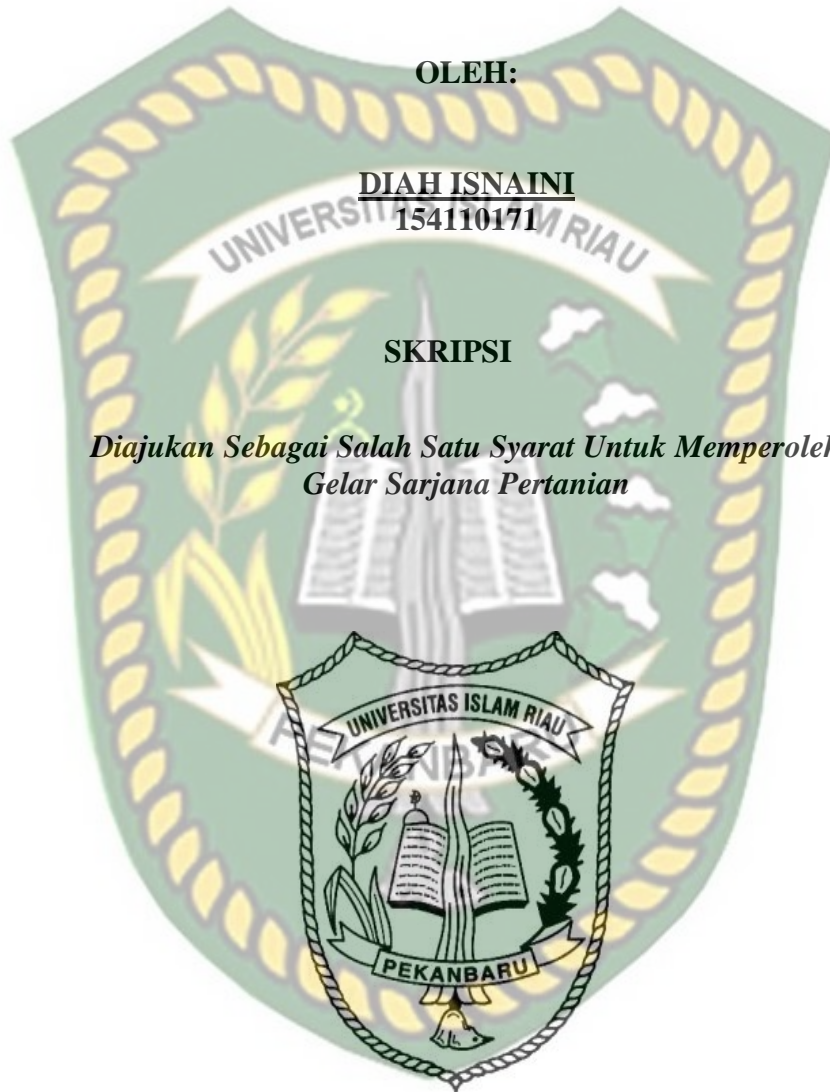 OLEH:
DIAH ISNAINI
154110171
UNIVERSITAS ISLAM RIAU
SKRIPSI
Diajukan Sebagai Salah Satu Syarat Untuk Memperoleh
Gelar Sarjana Pertanian
UNIVERSITAS ISLAM RIAU
PEKANBARU
PEKANBARU